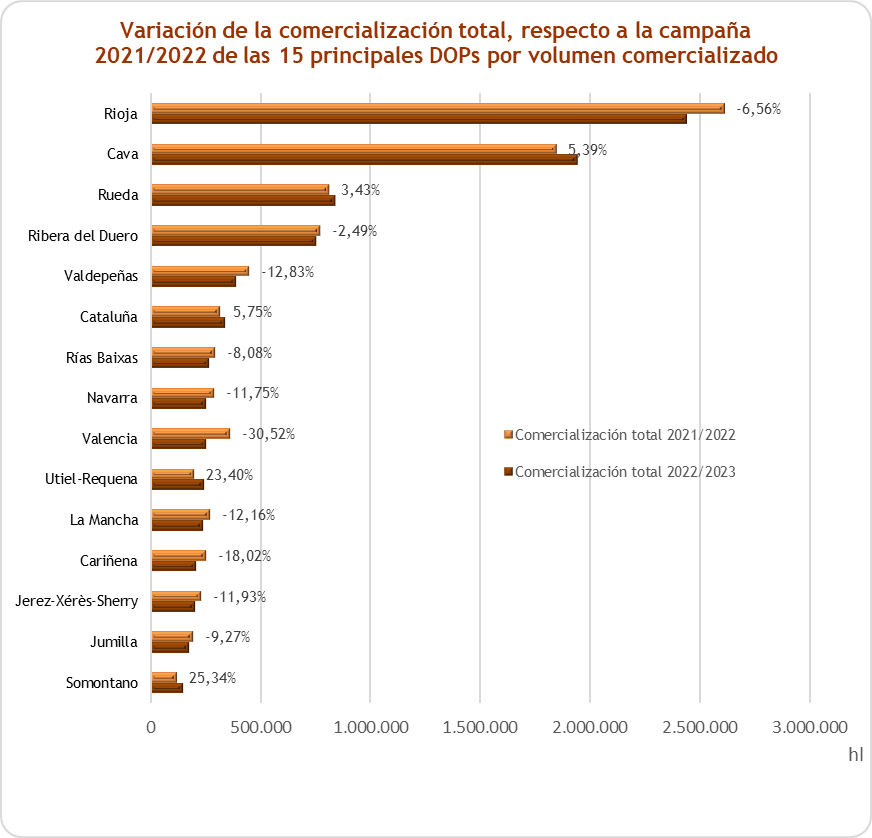 Variación de la comercialización total, respecto a la campaña
2021/2022 de las 15 principales DOPs por volumen comercializado
Rioja -6,56%
Cava 5,39%
Rueda 3,43%
Ribera del Duero -2,49%
Valdepeñas -12,83%
Cataluña 5,75%
Rías Baixas -8,08%
Navarra -11,75%
Valencia -30,52%
Comercialización total 2021/2022
Comercialización total 2022/2023
Utiel-Requena 23,40%
La Mancha -12,16%
Cariñena -18,02%
Jerez-Xérès-Sherry -11,93%
Jumilla -9,27%
Somontano 25,34%
0 500.000 1.000.000 1.500.000 2.000.000 2.500.000 3.000.000
hl